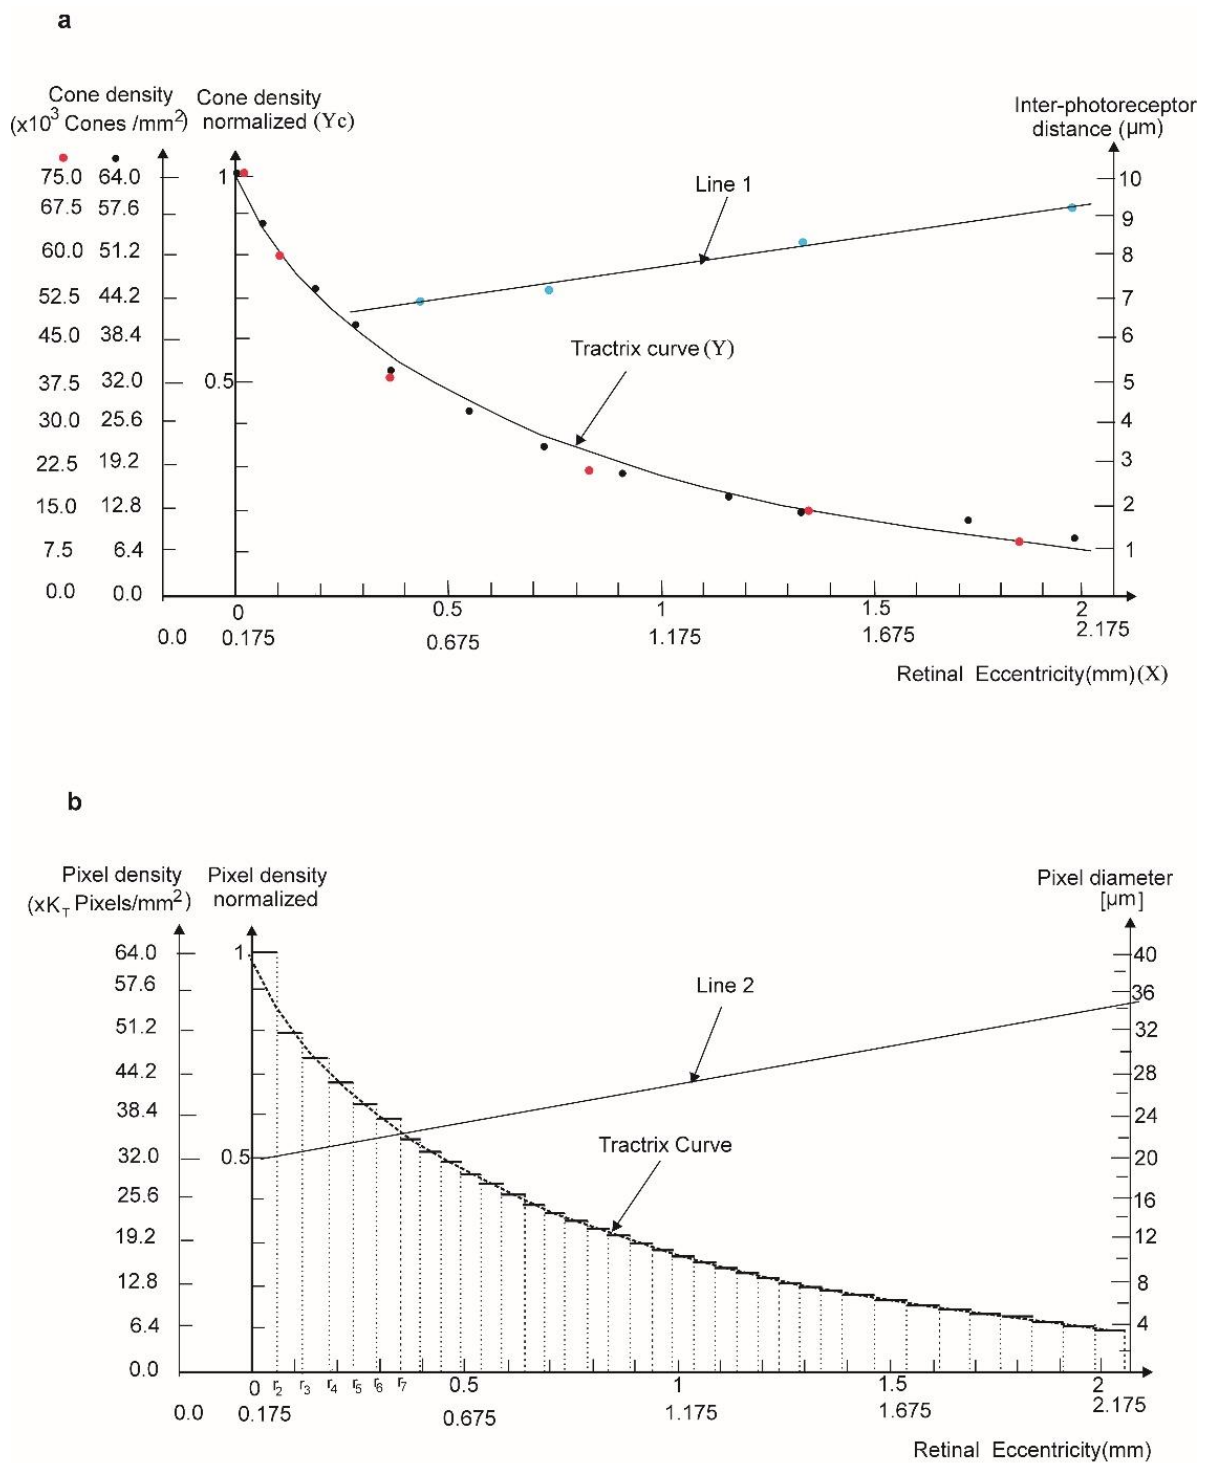 a
Cone density
(x10³ Cones /mm²)
Cone density
normalized (Yc)
Inter-photoreceptor
distance (μm)
75.0 64.0 1 10
67.5 57.6 9
60.0 51.2 8
52.5 44.2 7
45.0 38.4 6
37.5 32.0 0.5 5
30.0 25.6 4
22.5 19.2 3
15.0 12.8 2
7.5 6.4 1
0.0 0.0
Line 1
Tractrix curve (Y)
0 0.5 1 1.5 2
0.0 0.175 0.675 1.175 1.675 2.175
Retinal Eccentricity(mm)(X)
b
Pixel density
(xK_T Pixels/mm²)
Pixel density
normalized
Pixel diameter
[μm]
64.0 1 40
57.6 36
51.2 32
44.2 28
38.4 24
32.0 0.5 20
25.6 16
19.2 12
12.8 8
6.4 4
0.0
Line 2
Tractrix Curve
0 r₂ r₃ r₄ r₅ r₆ r₇ 0.5 1 1.5 2
0.0 0.175 0.675 1.175 1.675 2.175
Retinal Eccentricity(mm)